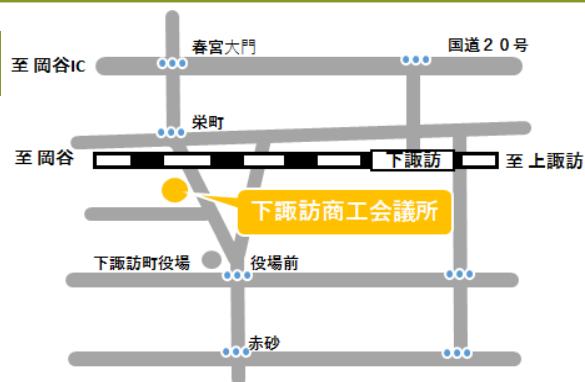 春宮大門
国道２０号
至 岡谷IC
栄町
至 岡谷
下諏訪
至 上諏訪
下諏訪商工会議所
下諏訪町役場
役場前
赤砂